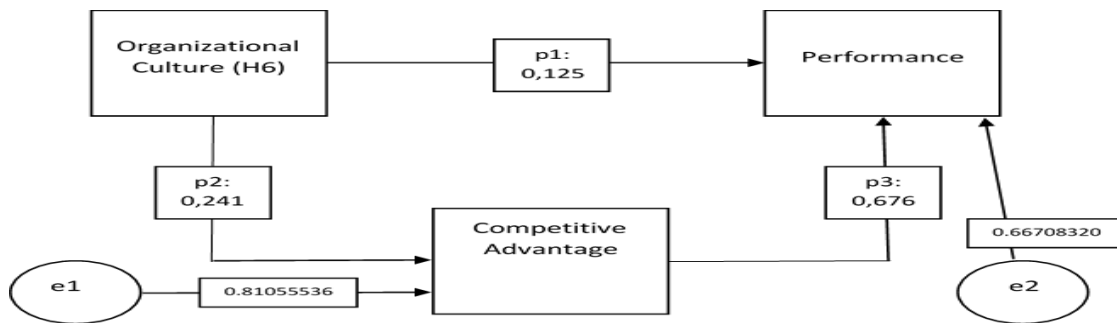 Organizational
Culture (H6)
p1:
0,125
Performance
p2:
0,241
p3:
0,676
Competitive
Advantage
0.66708320
e1
0.81055536
e2